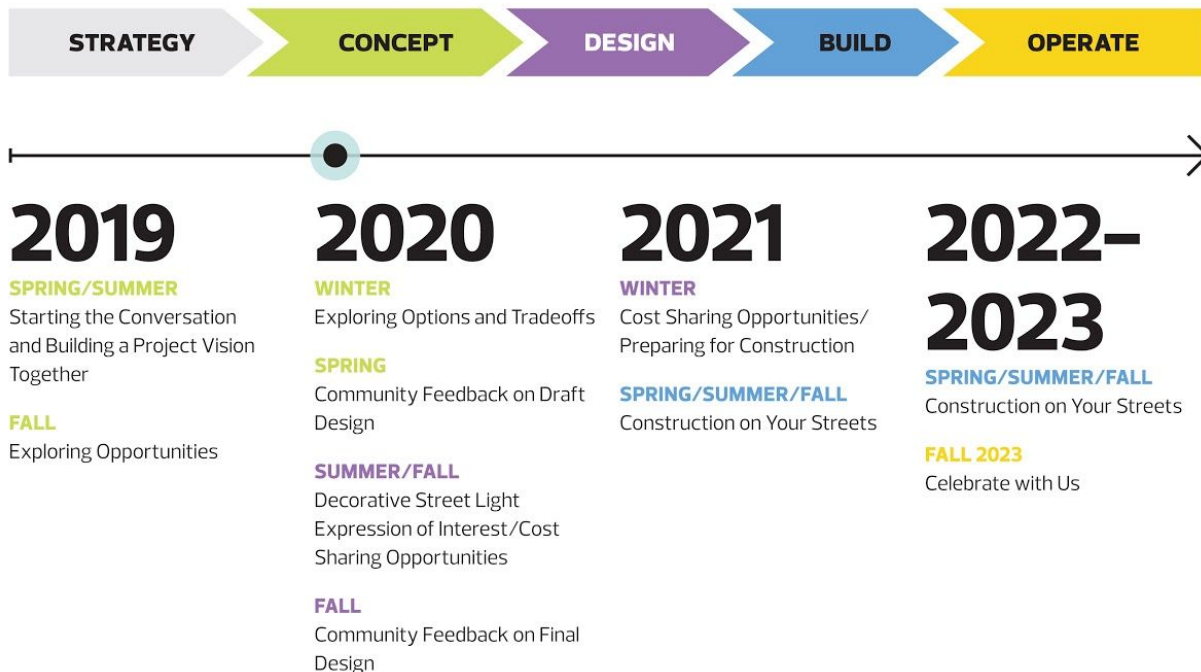 STRATEGY
CONCEPT
DESIGN
BUILD
OPERATE
2019
SPRING/SUMMER
Starting the Conversation
and Building a Project Vision
Together
FALL
Exploring Opportunities
2020
WINTER
Exploring Options and Tradeoffs
SPRING
Community Feedback on Draft
Design
SUMMER/FALL
Decorative Street Light
Expression of Interest/Cost
Sharing Opportunities
FALL
Community Feedback on Final
Design
2021
WINTER
Cost Sharing Opportunities/
Preparing for Construction
SPRING/SUMMER/FALL
Construction on Your Streets
2022–
2023
SPRING/SUMMER/FALL
Construction on Your Streets
FALL 2023
Celebrate with Us